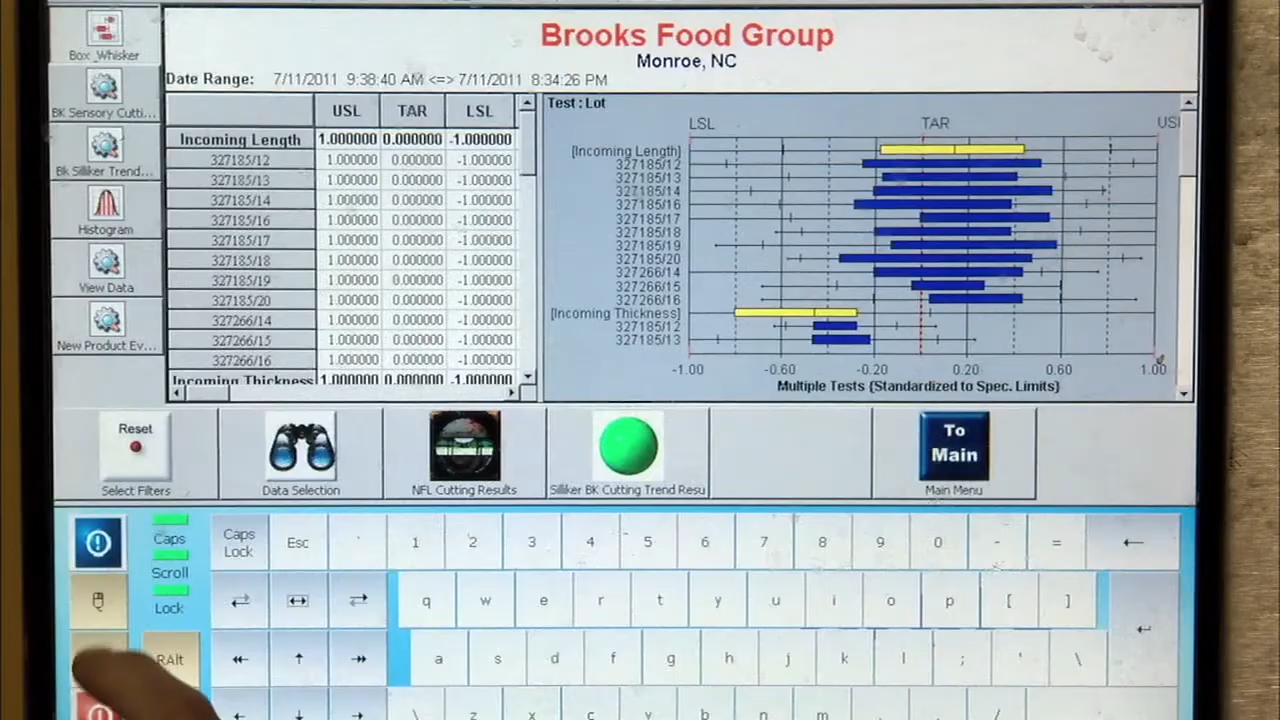 Brooks Food Group
Monroe, NC
Date Range: 7/11/2011 9:38:40 AM <=> 7/11/2011 8:34:26 PM
Box_Whisker
BK Sensory Cutti...
Bk Silliker Trend...
Histogram
View Data
New Product Ev...
USL TAR LSL
Incoming Length 1.000000 0.000000 -1.000000
327185/12 1.000000 0.000000 -1.000000
327185/13 1.000000 0.000000 -1.000000
327185/14 1.000000 0.000000 -1.000000
327185/16 1.000000 0.000000 -1.000000
327185/17 1.000000 0.000000 -1.000000
327185/18 1.000000 0.000000 -1.000000
327185/19 1.000000 0.000000 -1.000000
327185/20 1.000000 0.000000 -1.000000
327266/14 1.000000 0.000000 -1.000000
327266/15 1.000000 0.000000 -1.000000
327266/16 1.000000 0.000000 -1.000000
Incoming Thickness 1.000000 0.000000 -1.000000
Test : Lot
LSL TAR USL
[Incoming Length]
327185/12
327185/13
327185/14
327185/16
327185/17
327185/18
327185/19
327185/20
327266/14
327266/15
327266/16
[Incoming Thickness]
327185/12
327185/13
-1.00 -0.60 -0.20 0.20 0.60 1.00
Multiple Tests (Standardized to Spec. Limits)
Reset
To Main
Select Filters
Data Selection
NFL Cutting Results
Silliker BK Cutting Trend Resu
Main Menu
Caps
Scroll
Lock
Caps Lock Esc ` 1 2 3 4 5 6 7 8 9 0 - = ←
q w e r t y u i o p [ ]
RAlt a s d f g h j k l ; ' \
\ z x c v b n m , . /